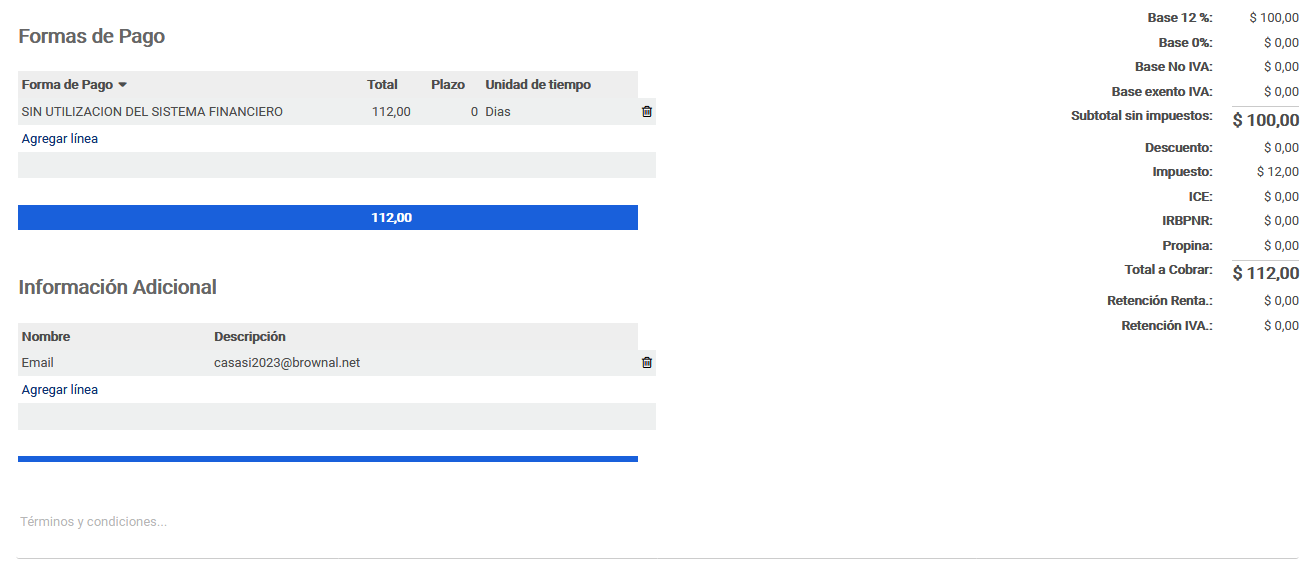 Formas de Pago
Forma de Pago Total Plazo Unidad de tiempo
SIN UTILIZACION DEL SISTEMA FINANCIERO 112,00 0 Dias
Agregar línea
112,00
Información Adicional
Nombre Descripción
Email casasi2023@brownal.net
Agregar línea
Términos y condiciones...
Base 12 %: $ 100,00
Base 0%: $ 0,00
Base No IVA: $ 0,00
Base exento IVA: $ 0,00
Subtotal sin impuestos: $ 100,00
Descuento: $ 0,00
Impuesto: $ 12,00
ICE: $ 0,00
IRBPNR: $ 0,00
Propina: $ 0,00
Total a Cobrar: $ 112,00
Retención Renta.: $ 0,00
Retención IVA.: $ 0,00